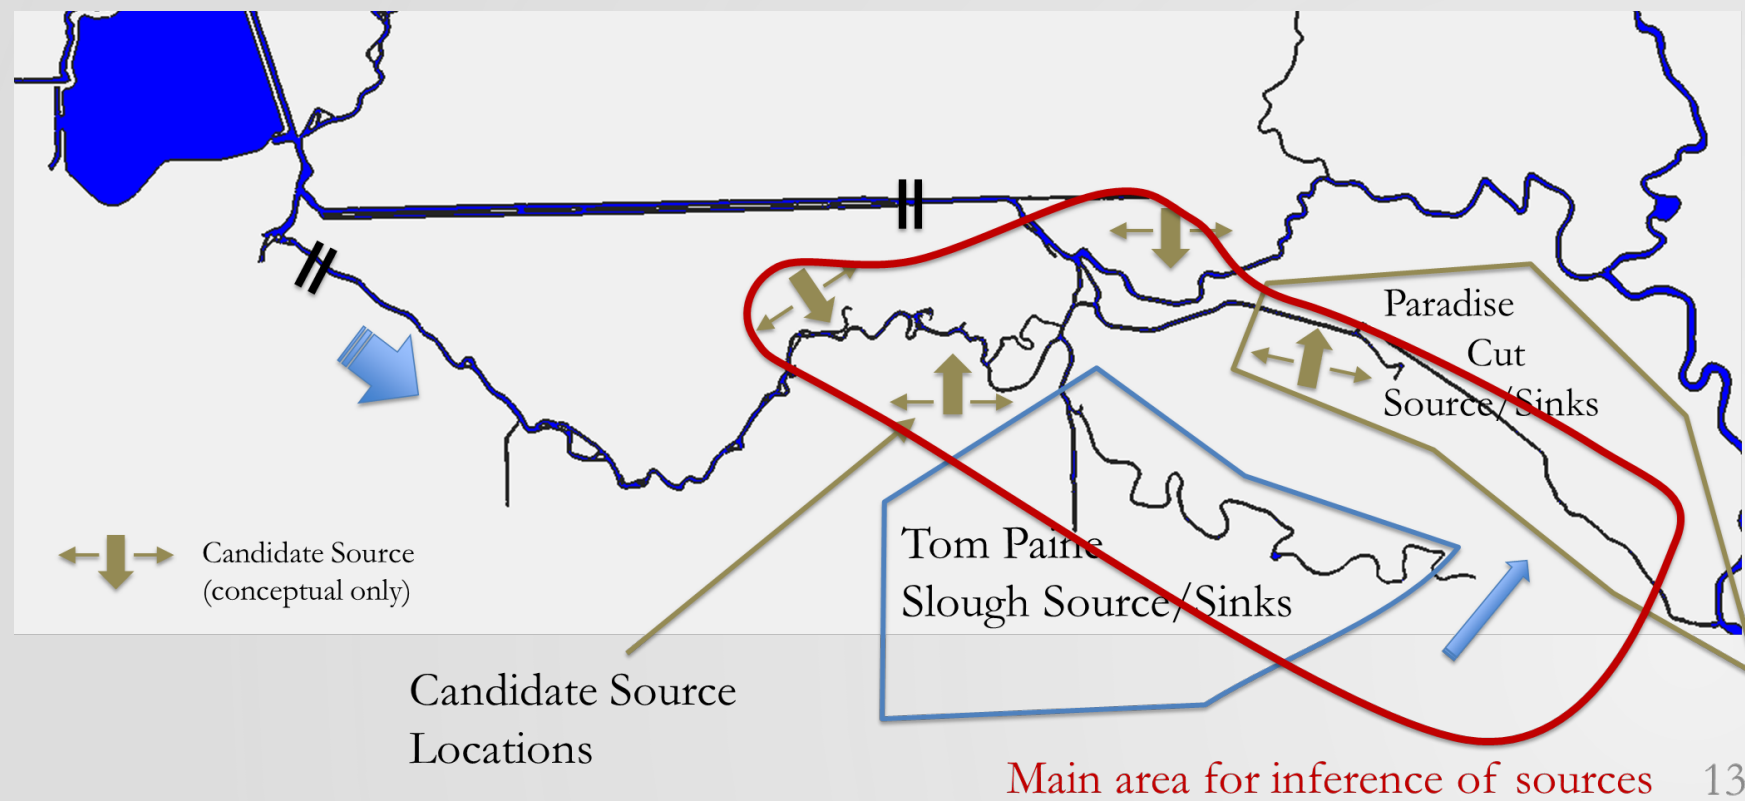 Paradise
Cut
Source/Sinks
Tom Paine
Slough Source/Sinks
Candidate Source
(conceptual only)
Candidate Source
Locations
Main area for inference of sources
13